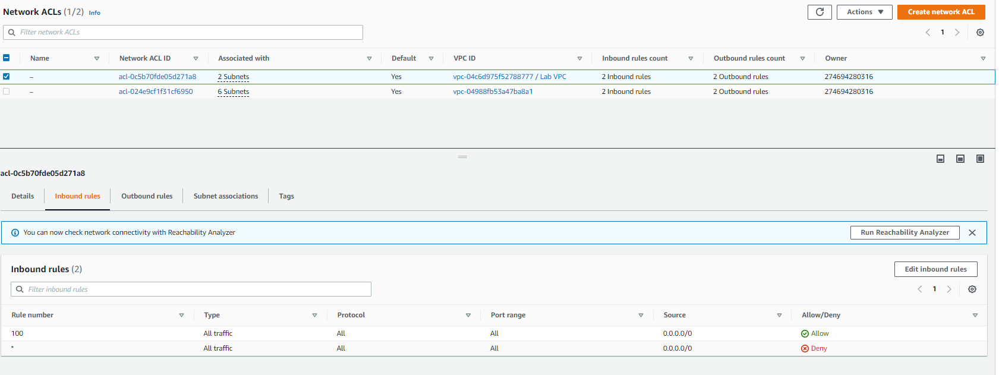 Network ACLs (1/2) Info
Actions ▼ Create network ACL
Filter network ACLs
1
Name Network ACL ID Associated with Default VPC ID Inbound rules count Outbound rules count Owner
– acl-0c5b70fde05d271a8 2 Subnets Yes vpc-04c6d975f52788777 / Lab VPC 2 Inbound rules 2 Outbound rules 274694280316
– acl-024e9cf1f31cf6950 6 Subnets Yes vpc-04988fb53a47ba8a1 2 Inbound rules 2 Outbound rules 274694280316
acl-0c5b70fde05d271a8
Details Inbound rules Outbound rules Subnet associations Tags
You can now check network connectivity with Reachability Analyzer Run Reachability Analyzer
Inbound rules (2) Edit inbound rules
Filter inbound rules
1
Rule number Type Protocol Port range Source Allow/Deny
100 All traffic All All 0.0.0.0/0 Allow
* All traffic All All 0.0.0.0/0 Deny